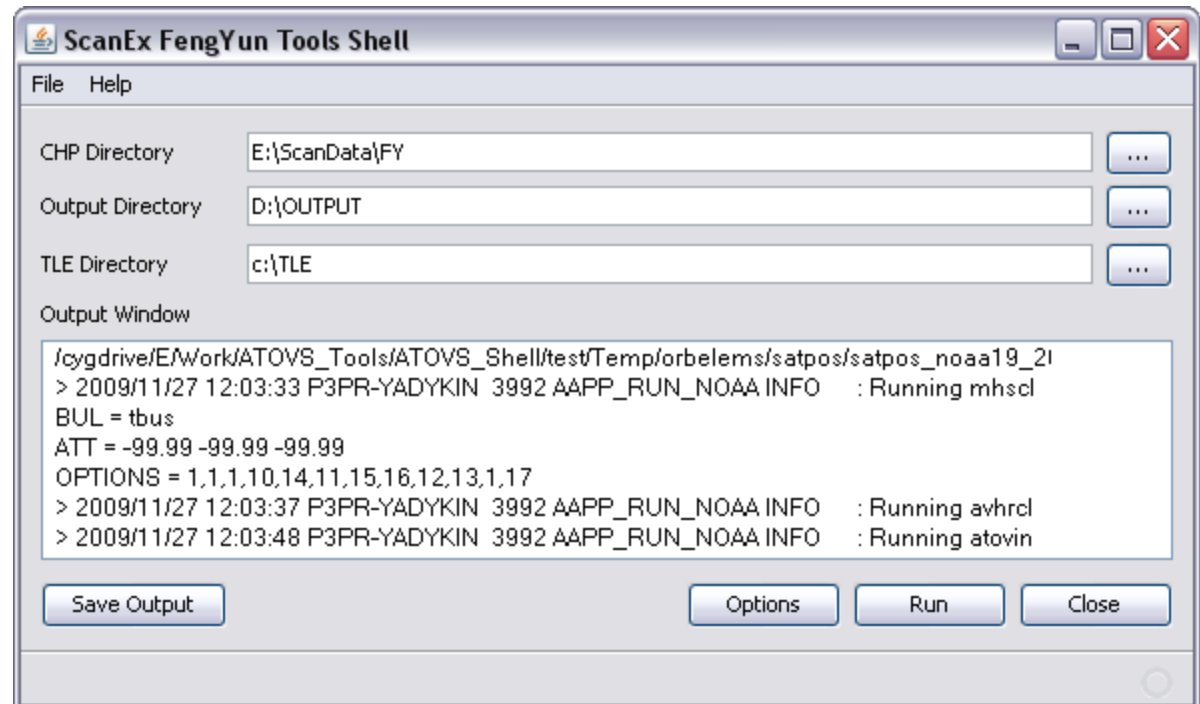 ScanEx FengYun Tools Shell
File Help
CHP Directory E:\ScanData\FY ...
Output Directory D:\OUTPUT ...
TLE Directory c:\TLE ...
Output Window
/cygdrive/E/Work/ATOVS_Tools/ATOVS_Shell/test/Temp/orbelems/satpos/satpos_noaa19_2
> 2009/11/27 12:03:33 P3PR-YADYKIN 3992 AAPP_RUN_NOAA INFO : Running mhscl
BUL = tbus
ATT = -99.99 -99.99 -99.99
OPTIONS = 1,1,1,10,14,11,15,16,12,13,1,17
> 2009/11/27 12:03:37 P3PR-YADYKIN 3992 AAPP_RUN_NOAA INFO : Running avhrcl
> 2009/11/27 12:03:48 P3PR-YADYKIN 3992 AAPP_RUN_NOAA INFO : Running atovin
Save Output Options Run Close